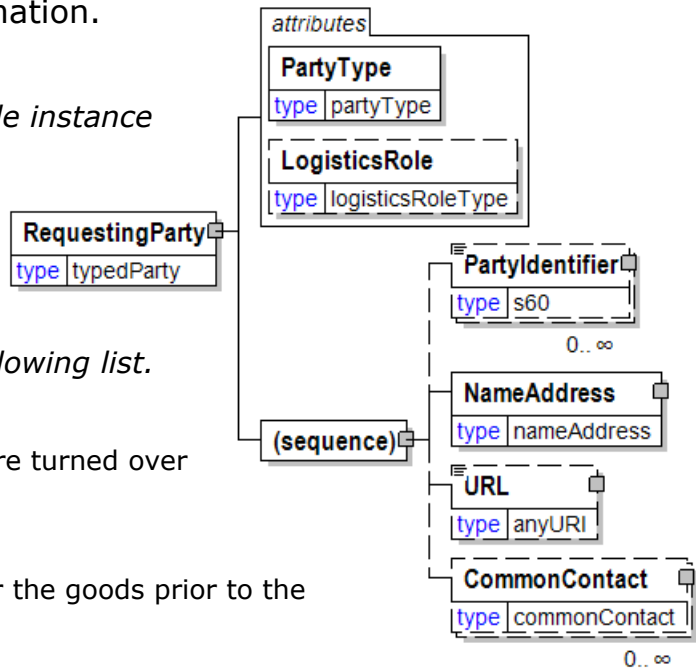 nation.
le instance
lowing list.
re turned over
r the goods prior to the
attributes
PartyType
type partyType
LogisticsRole
type logisticsRoleType
RequestingParty
type typedParty
(sequence)
PartyIdentifier
type s60
0.. ∞
NameAddress
type nameAddress
URL
type anyURI
CommonContact
type commonContact
0.. ∞